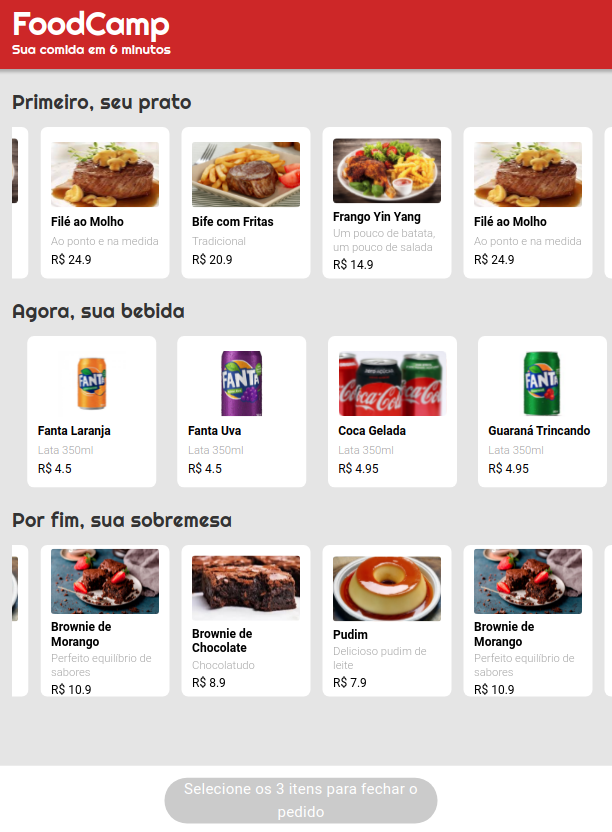 FoodCamp
Sua comida em 6 minutos
Primeiro, seu prato
Filé ao Molho
Ao ponto e na medida
R$ 24.9
Bife com Fritas
Tradicional
R$ 20.9
Frango Yin Yang
Um pouco de batata,
um pouco de salada
R$ 14.9
Filé ao Molho
Ao ponto e na medida
R$ 24.9
Agora, sua bebida
FANTA
Fanta Laranja
Lata 350ml
R$ 4.5
FANTA
Fanta Uva
Lata 350ml
R$ 4.5
Coca-Cola
Coca Gelada
Lata 350ml
R$ 4.95
FANTA
Guaraná Trincando
Lata 350ml
R$ 4.95
Por fim, sua sobremesa
Brownie de
Morango
Perfeito equilíbrio de
sabores
R$ 10.9
Brownie de
Chocolate
Chocolatudo
R$ 8.9
Pudim
Delicioso pudim de
leite
R$ 7.9
Brownie de
Morango
Perfeito equilíbrio de
sabores
R$ 10.9
Selecione os 3 itens para fechar o
pedido